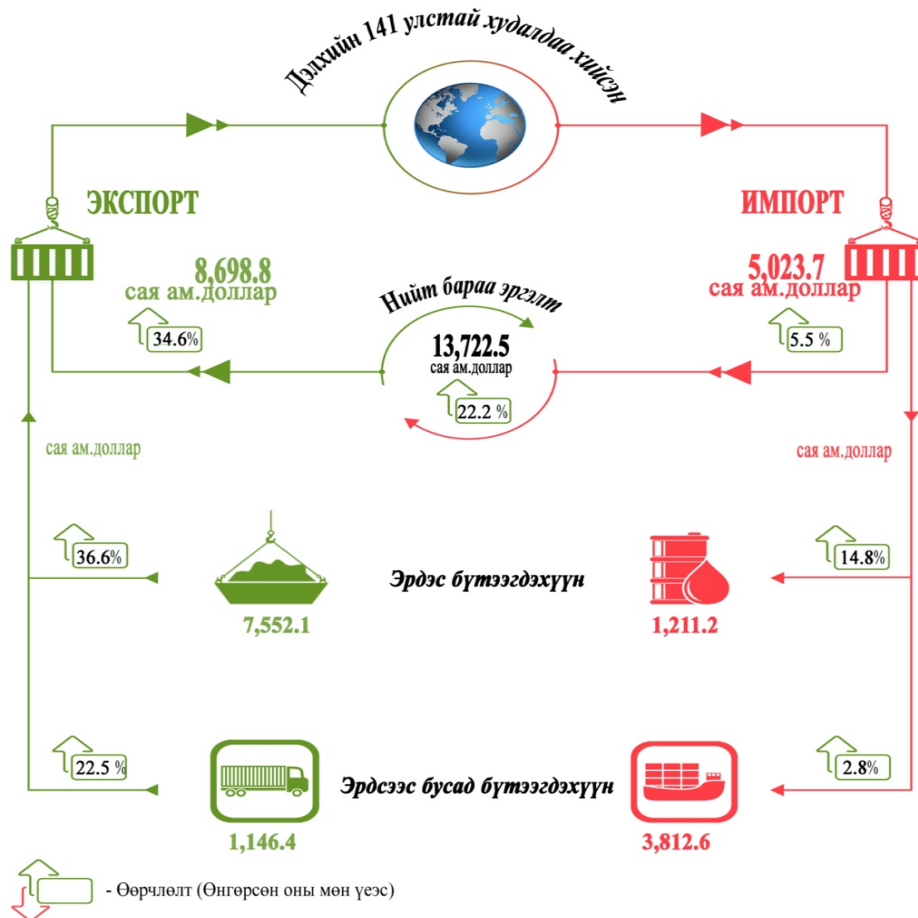 Дэлхийн 141 улстай худалдаа хийсэн
ЭКСПОРТ
ИМПОРТ
8,698.8
сая ам.доллар
34.6%
5,023.7
сая ам.доллар
5.5 %
Нийт бараа эргэлт
13,722.5
сая ам.доллар
22.2 %
сая ам.доллар
сая ам.доллар
36.6%
14.8%
Эрдэс бүтээгдэхүүн
7,552.1
1,211.2
22.5 %
2.8%
Эрдсээс бусад бүтээгдэхүүн
1,146.4
3,812.6
- Өөрчлөлт (Өнгөрсөн оны мөн үеэс)